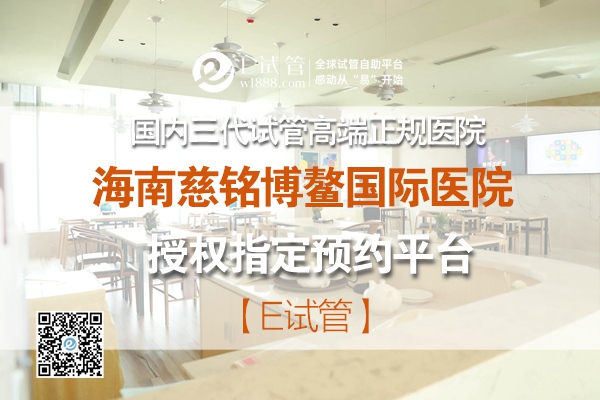 E试管
w1888.com
全球试管自助平台
感动从“島”开始
国内三代试管高端正规医院
海南慈铭博鳌国际医院
授权指定预约平台
【E试管】